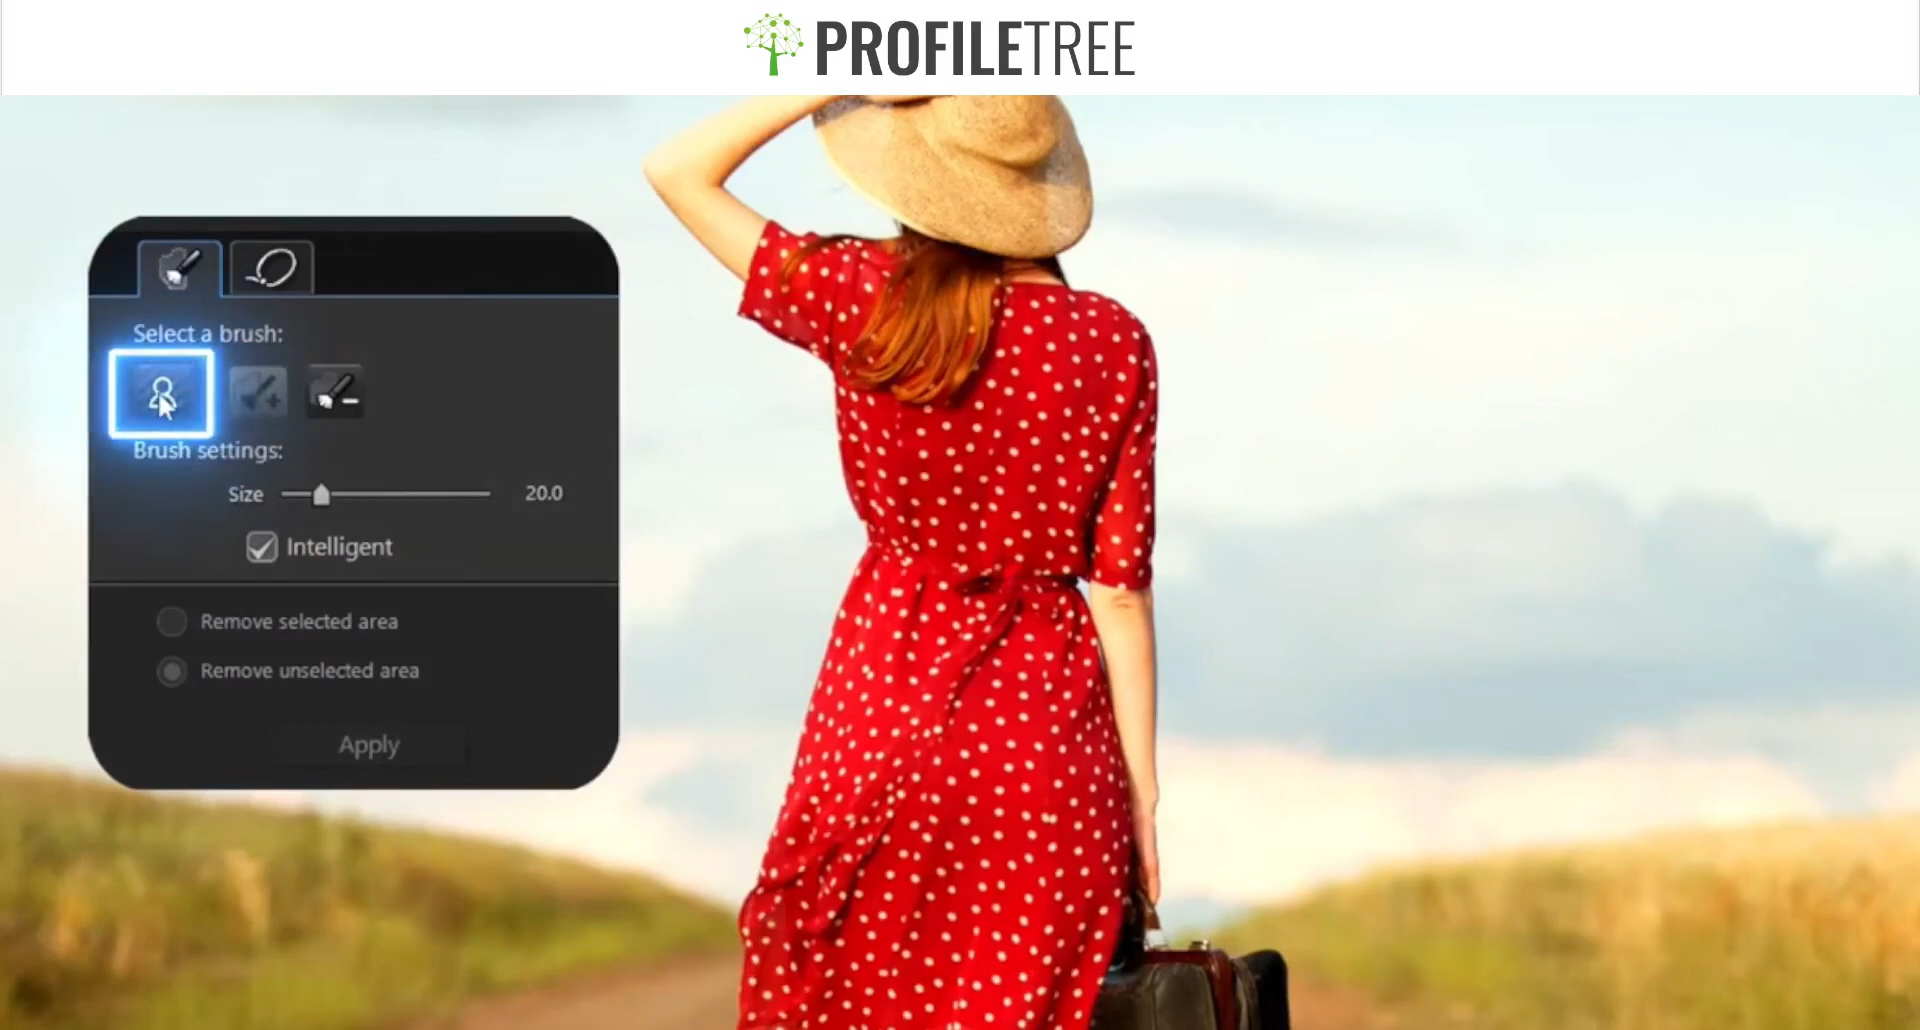 PROFILETREE
Select a brush:
Brush settings:
Size 20.0
Intelligent
Remove selected area
Remove unselected area
Apply